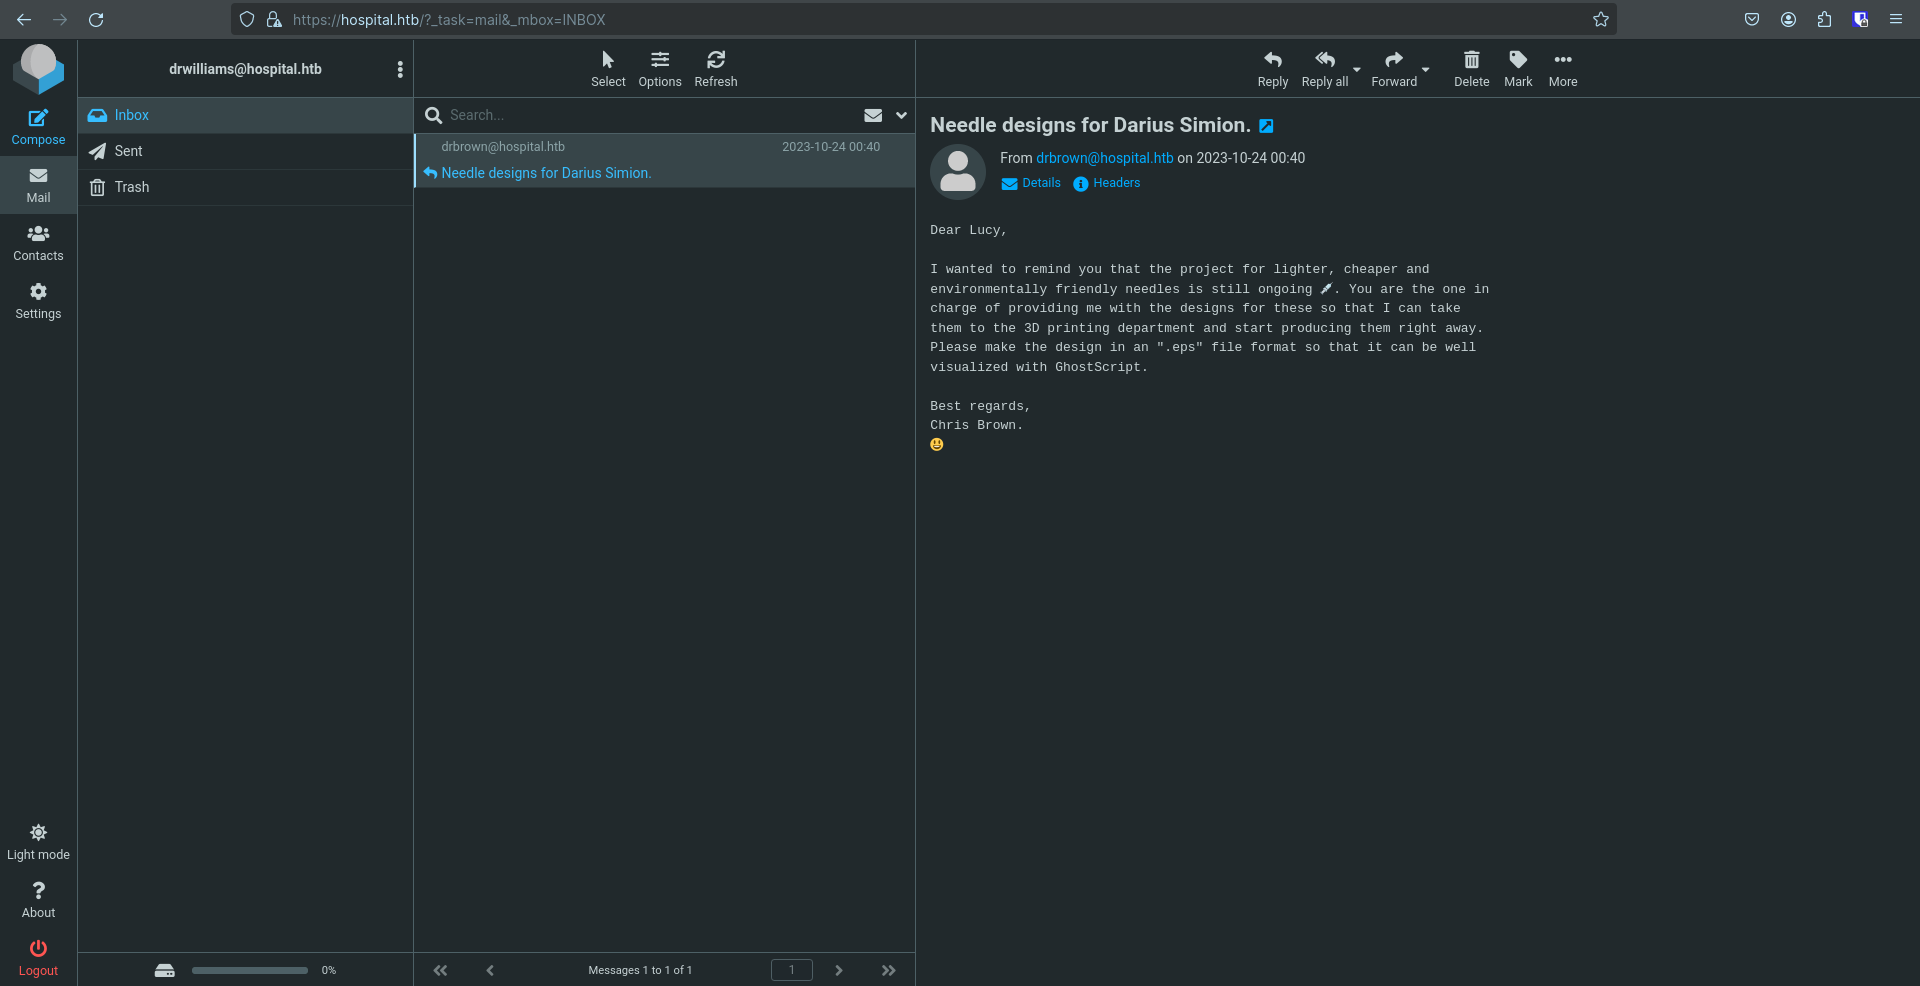 https://hospital.htb/?_task=mail&_mbox=INBOX
Compose
Mail
Contacts
Settings
Light mode
About
Logout
drwilliams@hospital.htb
Inbox
Sent
Trash
0%
Select Options Refresh
Search...
drbrown@hospital.htb 2023-10-24 00:40
Needle designs for Darius Simion.
Messages 1 to 1 of 1
1
Reply Reply all Forward Delete Mark More
Needle designs for Darius Simion.
From drbrown@hospital.htb on 2023-10-24 00:40
Details Headers
Dear Lucy,
I wanted to remind you that the project for lighter, cheaper and
environmentally friendly needles is still ongoing 💉. You are the one in
charge of providing me with the designs for these so that I can take
them to the 3D printing department and start producing them right away.
Please make the design in an ".eps" file format so that it can be well
visualized with GhostScript.
Best regards,
Chris Brown.
😃